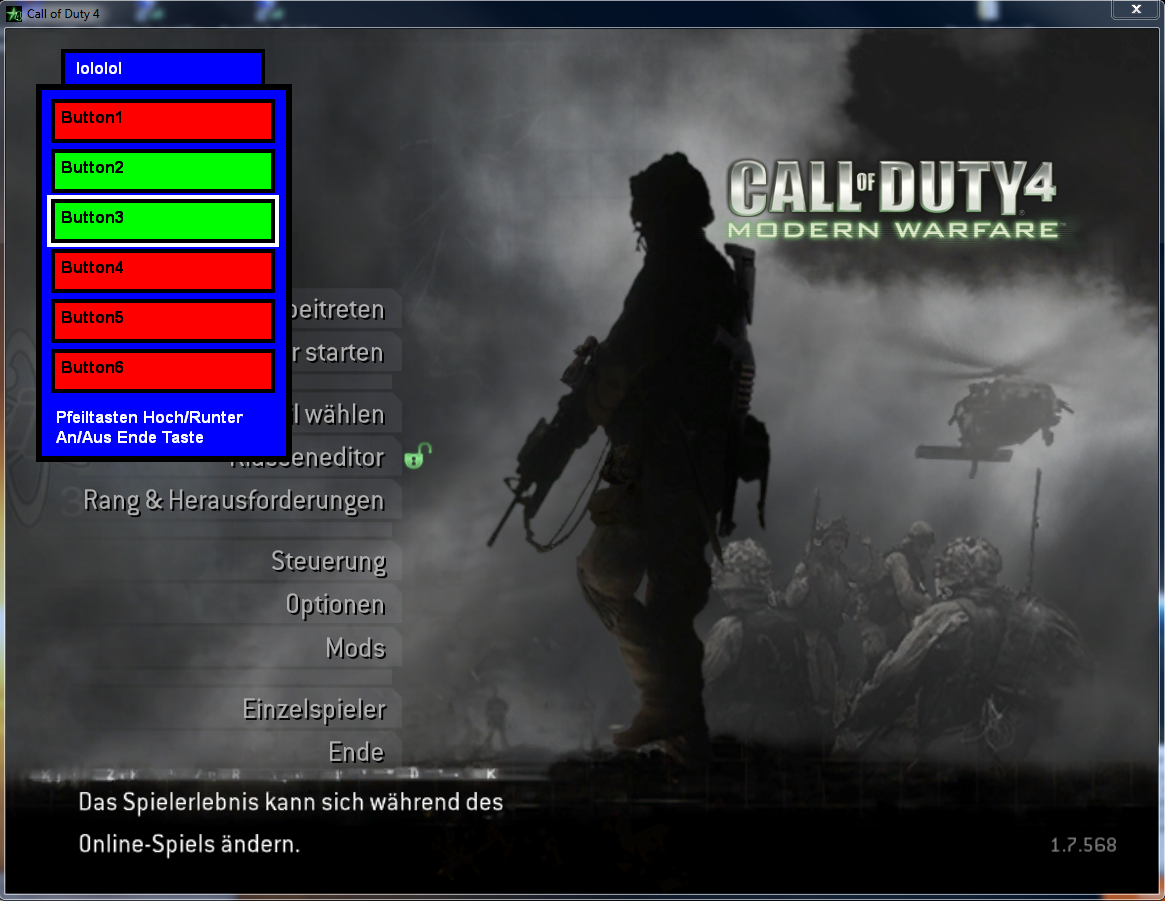 Call of Duty 4
lololol
Button1
Button2
Button3
Button4
Button5
Button6
Pfeiltasten Hoch/Runter
An/Aus Ende Taste
CALL OF DUTY 4
MODERN WARFARE
beitreten
starten
wählen
Klasseneditor
Rang & Herausforderungen
Steuerung
Optionen
Mods
Einzelspieler
Ende
Das Spielerlebnis kann sich während des
Online-Spiels ändern.
1.7.568